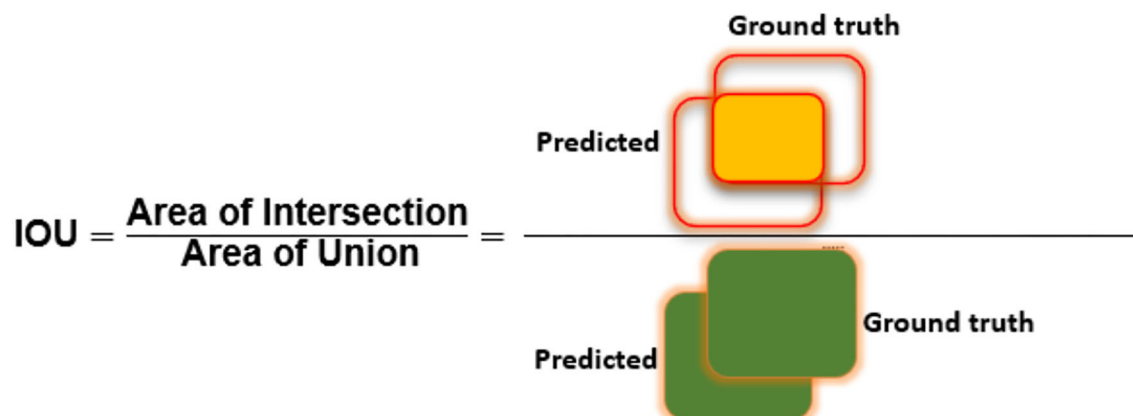 Ground truth
Predicted
IOU = Area of Intersection
Area of Union =
Ground truth
Predicted